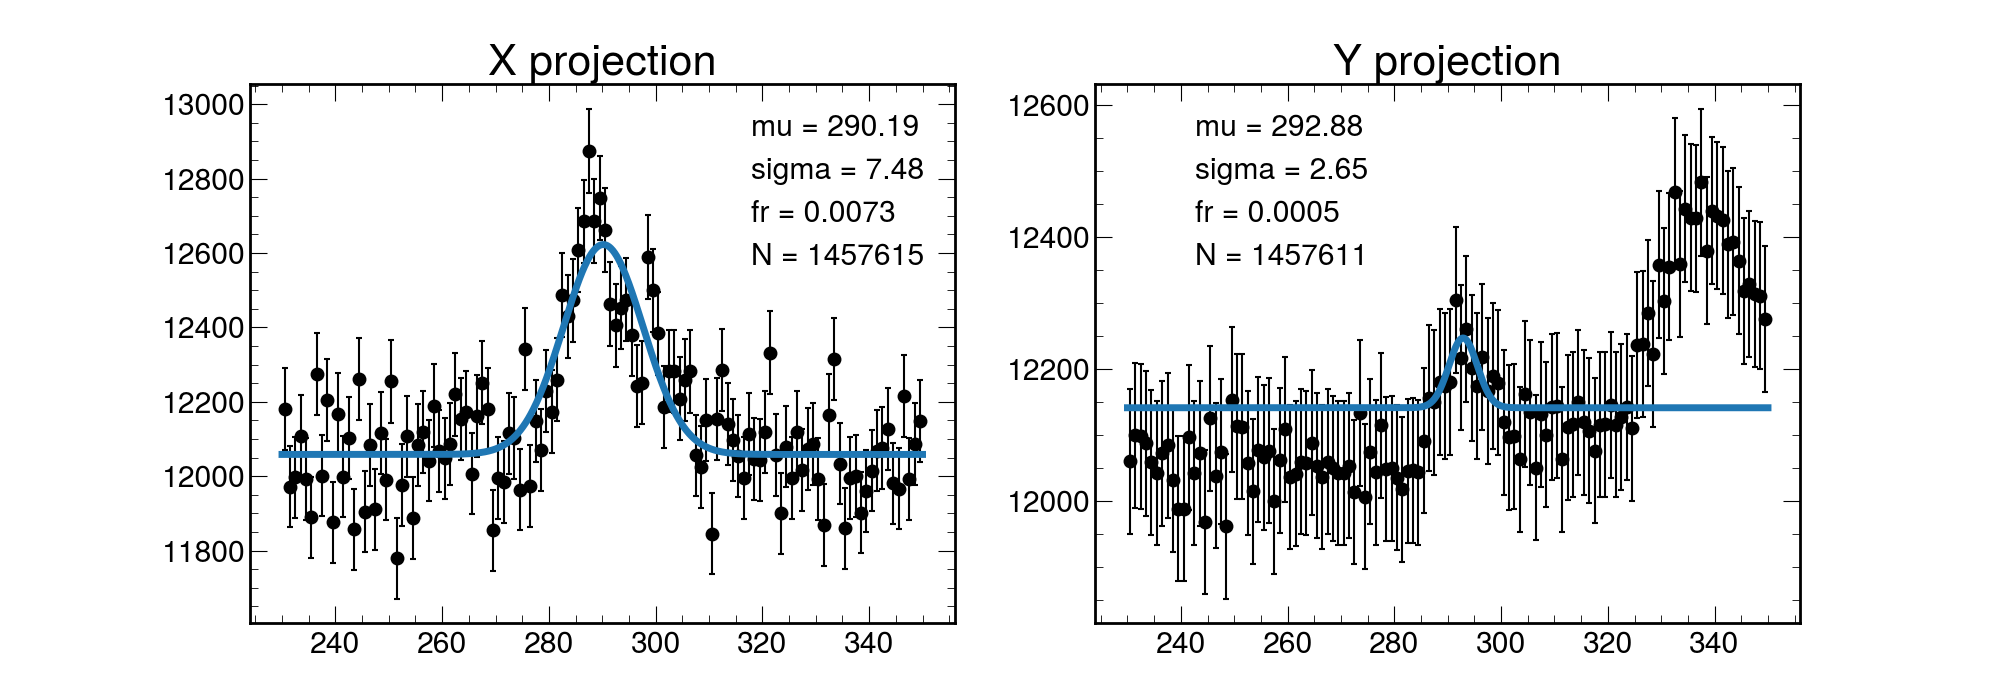 X projection
13000
12800
12600
12400
12200
12000
11800
240 260 280 300 320 340
mu = 290.19
sigma = 7.48
fr = 0.0073
N = 1457615
Y projection
12600
12400
12200
12000
240 260 280 300 320 340
mu = 292.88
sigma = 2.65
fr = 0.0005
N = 1457611